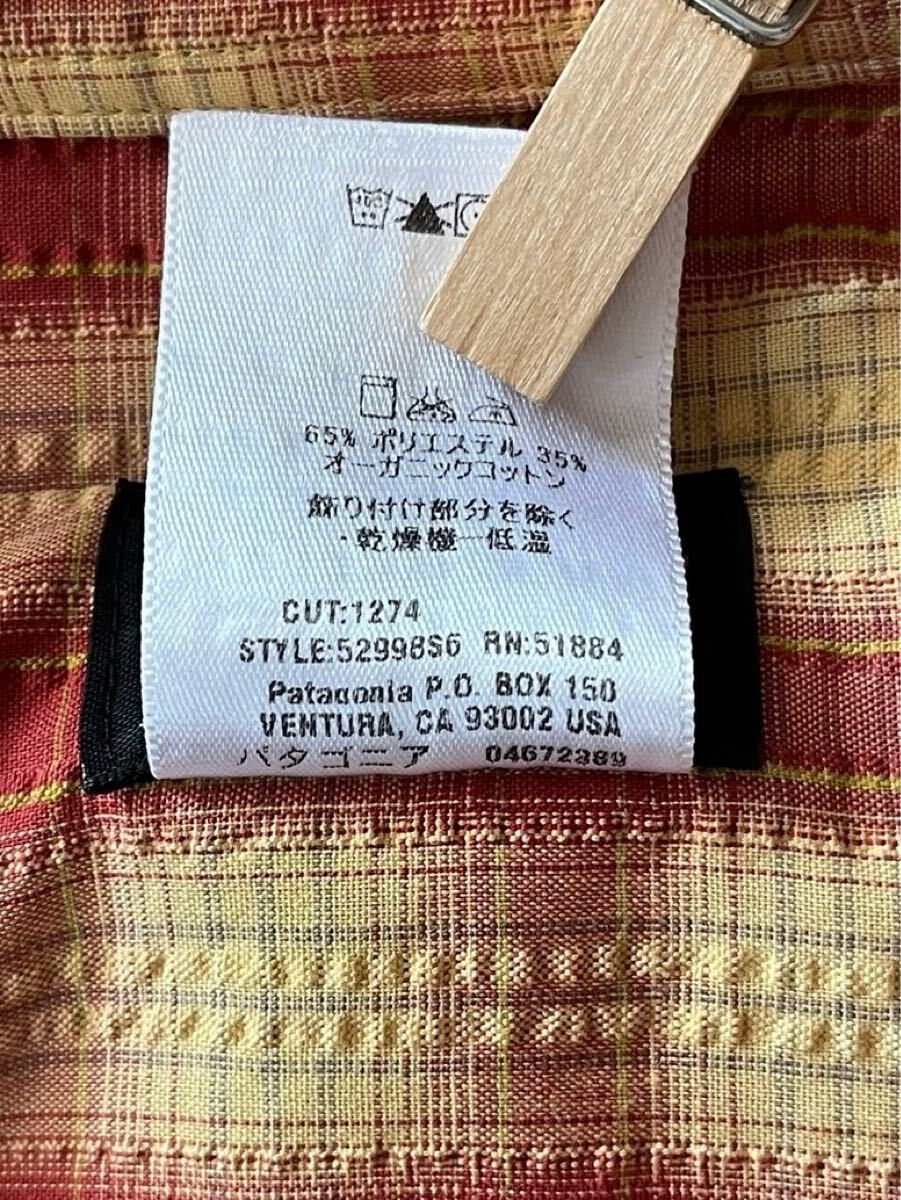 65% ポリエステル 35%
オーガニックコットン
飾り付け部分を除く
・乾燥機ー低温
CUT:1274
STYLE:52998S6 RN:51884
Patagonia P.O. BOX 150
VENTURA, CA 93002 USA
パタゴニア 04672389